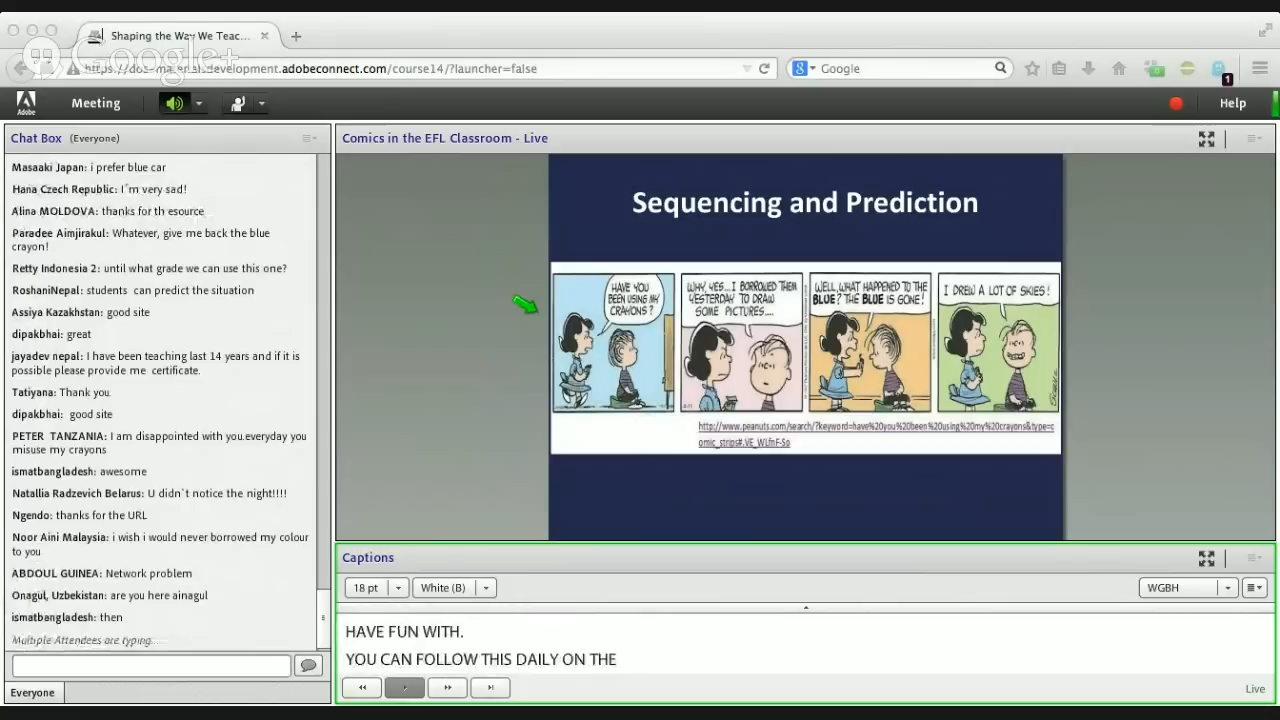 Shaping the Way We Teac...
Google+
adobeconnect.com/course14/?launcher=false
Google
1
Adobe
Meeting
Help
Chat Box (Everyone)
Masaaki Japan: i prefer blue car
Hana Czech Republic: I`m very sad!
Alina MOLDOVA: thanks for th esource
Paradee Aimjirakul: Whatever, give me back the blue
crayon!
Retty Indonesia 2: until what grade we can use this one?
RoshaniNepal: students can predict the situation
Assiya Kazakhstan: good site
dipakbhai: great
jayadev nepal: I have been teaching last 14 years and if it is
possible please provide me certificate.
Tatiyana: Thank you.
dipakbhai: good site
PETER TANZANIA: I am disappointed with you.everyday you
misuse my crayons
ismatbangladesh: awesome
Natallia Radzevich Belarus: U didn`t notice the night!!!!
Ngendo: thanks for the URL
Noor Aini Malaysia: i wish i would never borrowed my colour
to you
ABDOUL GUINEA: Network problem
Onagul, Uzbekistan: are you here ainagul
ismatbangladesh: then
Multiple Attendees are typing...
Everyone
Comics in the EFL Classroom - Live
Sequencing and Prediction
HAVE YOU
BEEN USING MY
CRAYONS?
WHY, YES...I BORROWED THEM
YESTERDAY TO DRAW
SOME PICTURES....
WELL, WHAT HAPPENED TO THE
BLUE? THE BLUE IS GONE!
I DREW A LOT OF SKIES!
http://www.peanuts.com/search/?keyword=have%20you%20been%20using%20my%20crayons&type=c
omic_strips#.VE_WLfnF-So
Captions
18 pt
White (B)
WGBH
HAVE FUN WITH.
YOU CAN FOLLOW THIS DAILY ON THE
Live